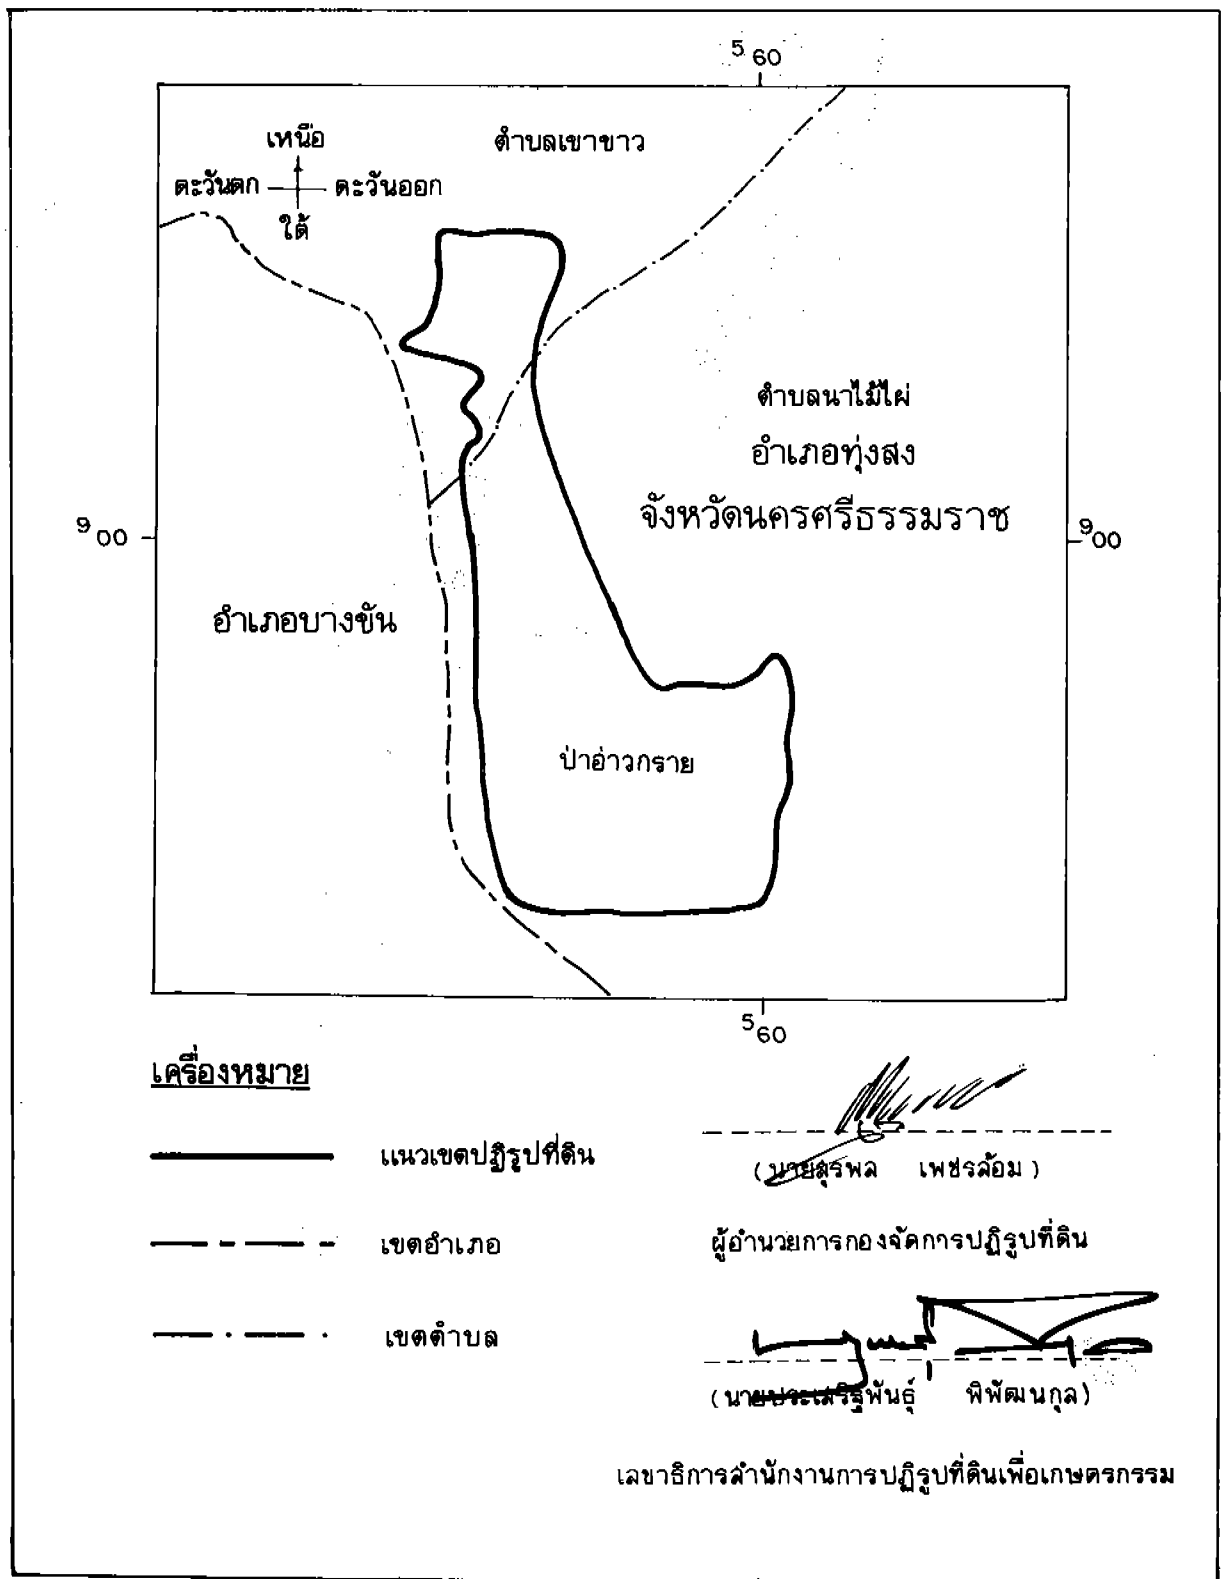 ⁵60
เหนือ
ตะวันตก ตะวันออก
ใต้
ตำบลเขาขาว
ตำบลนาไม้ไผ่
อำเภอทุ่งสง
จังหวัดนครศรีธรรมราช
⁹00
⁹00
อำเภอบางขัน
ป่าอ่าวกราย
⁵60
เครื่องหมาย
แนวเขตปฏิรูปที่ดิน
เขตอำเภอ
เขตตำบล
(นายสุรพล เพชรล้อม)
ผู้อำนวยการกองจัดการปฏิรูปที่ดิน
(นายประเสริฐพันธุ์ พิพัฒนกุล)
เลขาธิการสำนักงานการปฏิรูปที่ดินเพื่อเกษตรกรรม